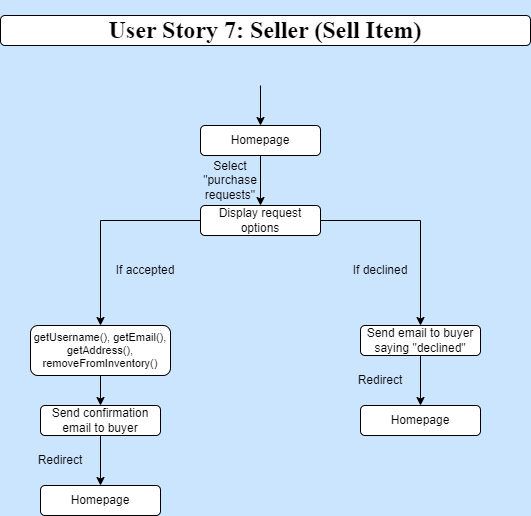 User Story 7: Seller (Sell Item)
Homepage
Select
"purchase
requests"
Display request
options
If accepted
If declined
getUsername(), getEmail(),
getAddress(),
removeFromInventory()
Send email to buyer
saying "declined"
Redirect
Send confirmation
email to buyer
Homepage
Redirect
Homepage